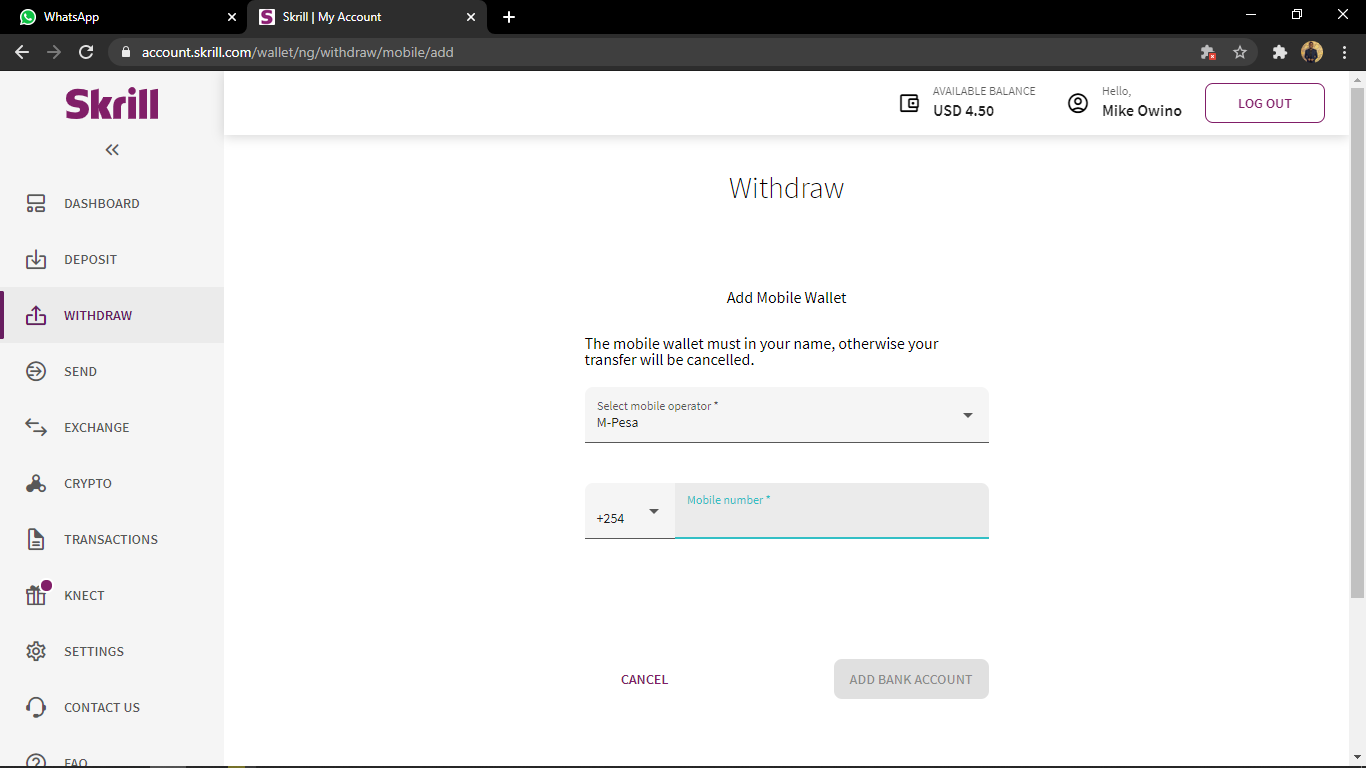 WhatsApp
Skrill | My Account
account.skrill.com/wallet/ng/withdraw/mobile/add
Skrill
AVAILABLE BALANCE
USD 4.50
Hello,
Mike Owino
LOG OUT
DASHBOARD
DEPOSIT
WITHDRAW
SEND
EXCHANGE
CRYPTO
TRANSACTIONS
KNECT
SETTINGS
CONTACT US
FAQ
Withdraw
Add Mobile Wallet
The mobile wallet must in your name, otherwise your
transfer will be cancelled.
Select mobile operator *
M-Pesa
+254
Mobile number *
CANCEL
ADD BANK ACCOUNT